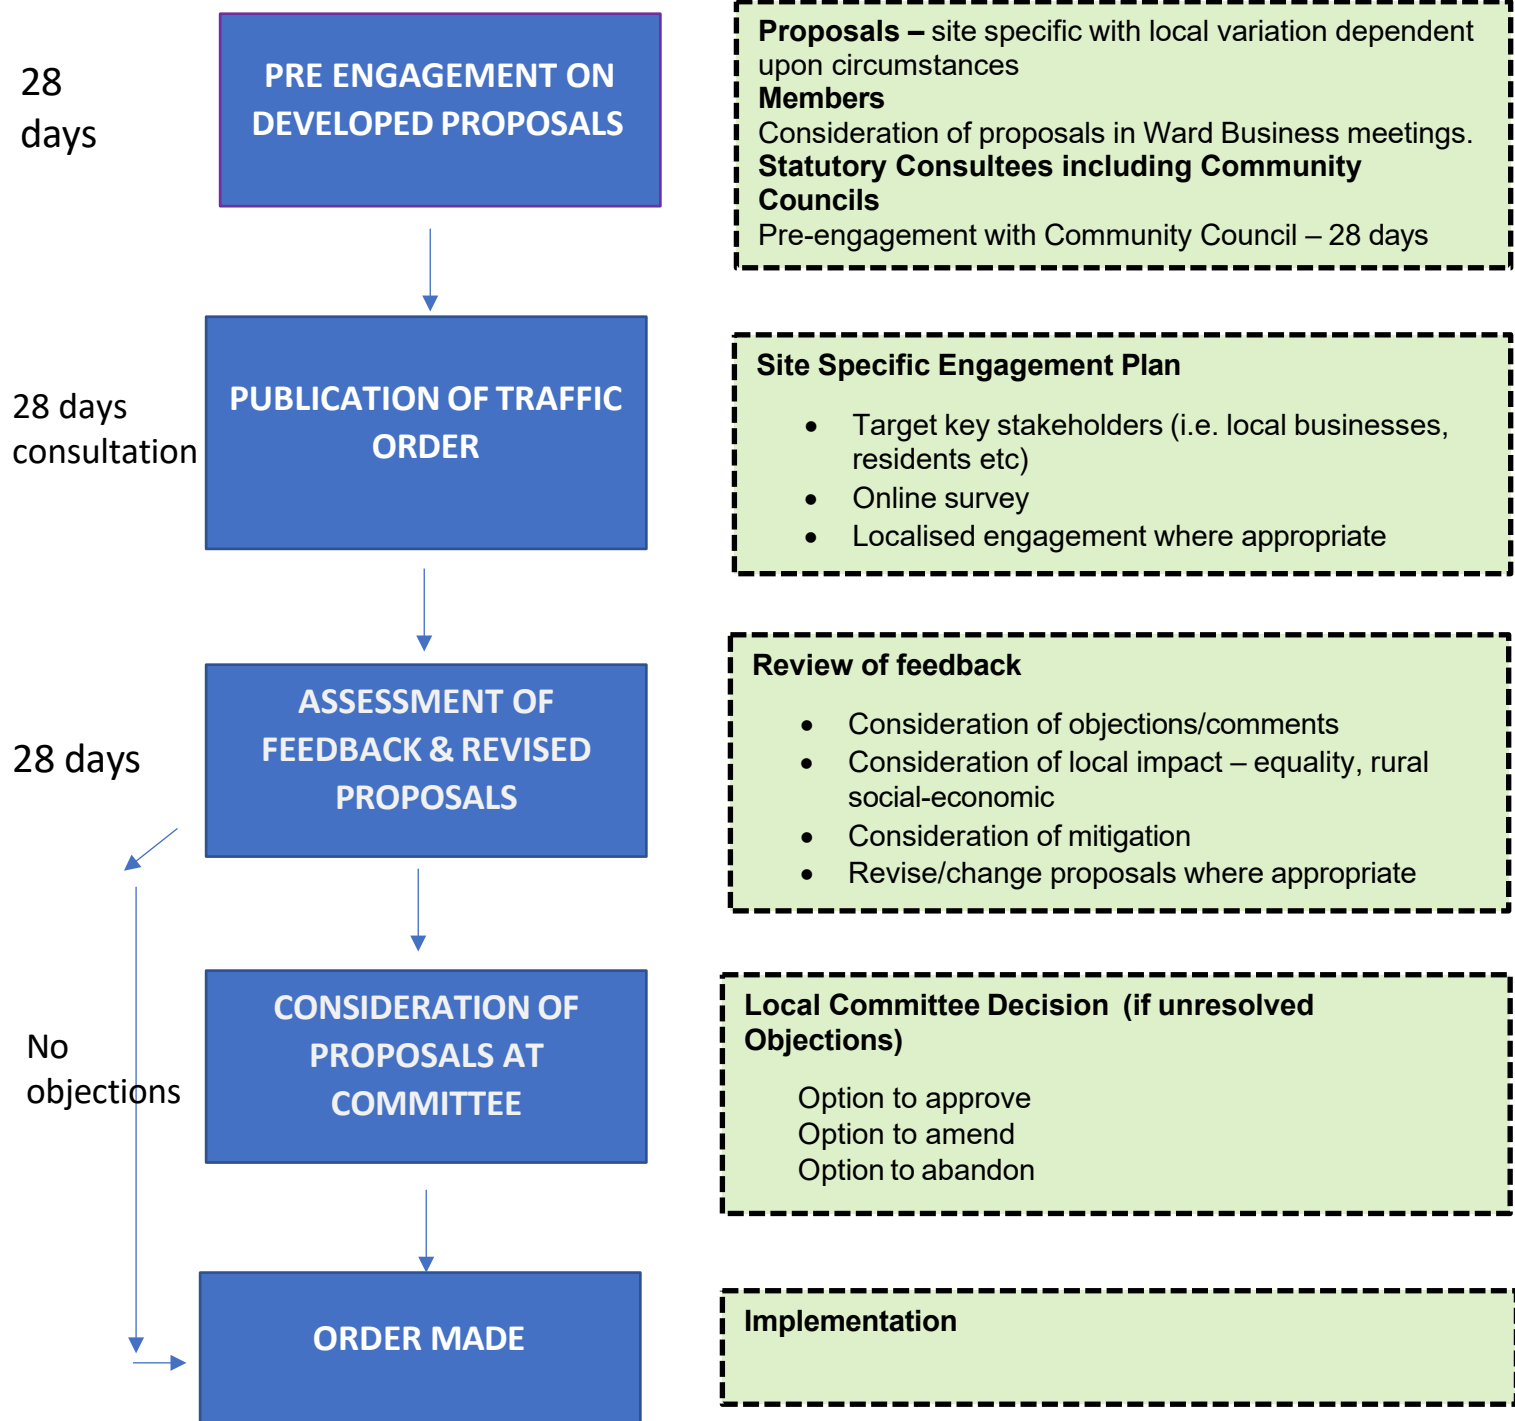 28
days
PRE ENGAGEMENT ON
DEVELOPED PROPOSALS
Proposals – site specific with local variation dependent
upon circumstances
Members
Consideration of proposals in Ward Business meetings.
Statutory Consultees including Community
Councils
Pre-engagement with Community Council – 28 days
28 days
consultation
PUBLICATION OF TRAFFIC
ORDER
Site Specific Engagement Plan
• Target key stakeholders (i.e. local businesses,
residents etc)
• Online survey
• Localised engagement where appropriate
28 days
ASSESSMENT OF
FEEDBACK & REVISED
PROPOSALS
Review of feedback
• Consideration of objections/comments
• Consideration of local impact – equality, rural
social-economic
• Consideration of mitigation
• Revise/change proposals where appropriate
No
objections
CONSIDERATION OF
PROPOSALS AT
COMMITTEE
Local Committee Decision (if unresolved
Objections)
Option to approve
Option to amend
Option to abandon
ORDER MADE
Implementation